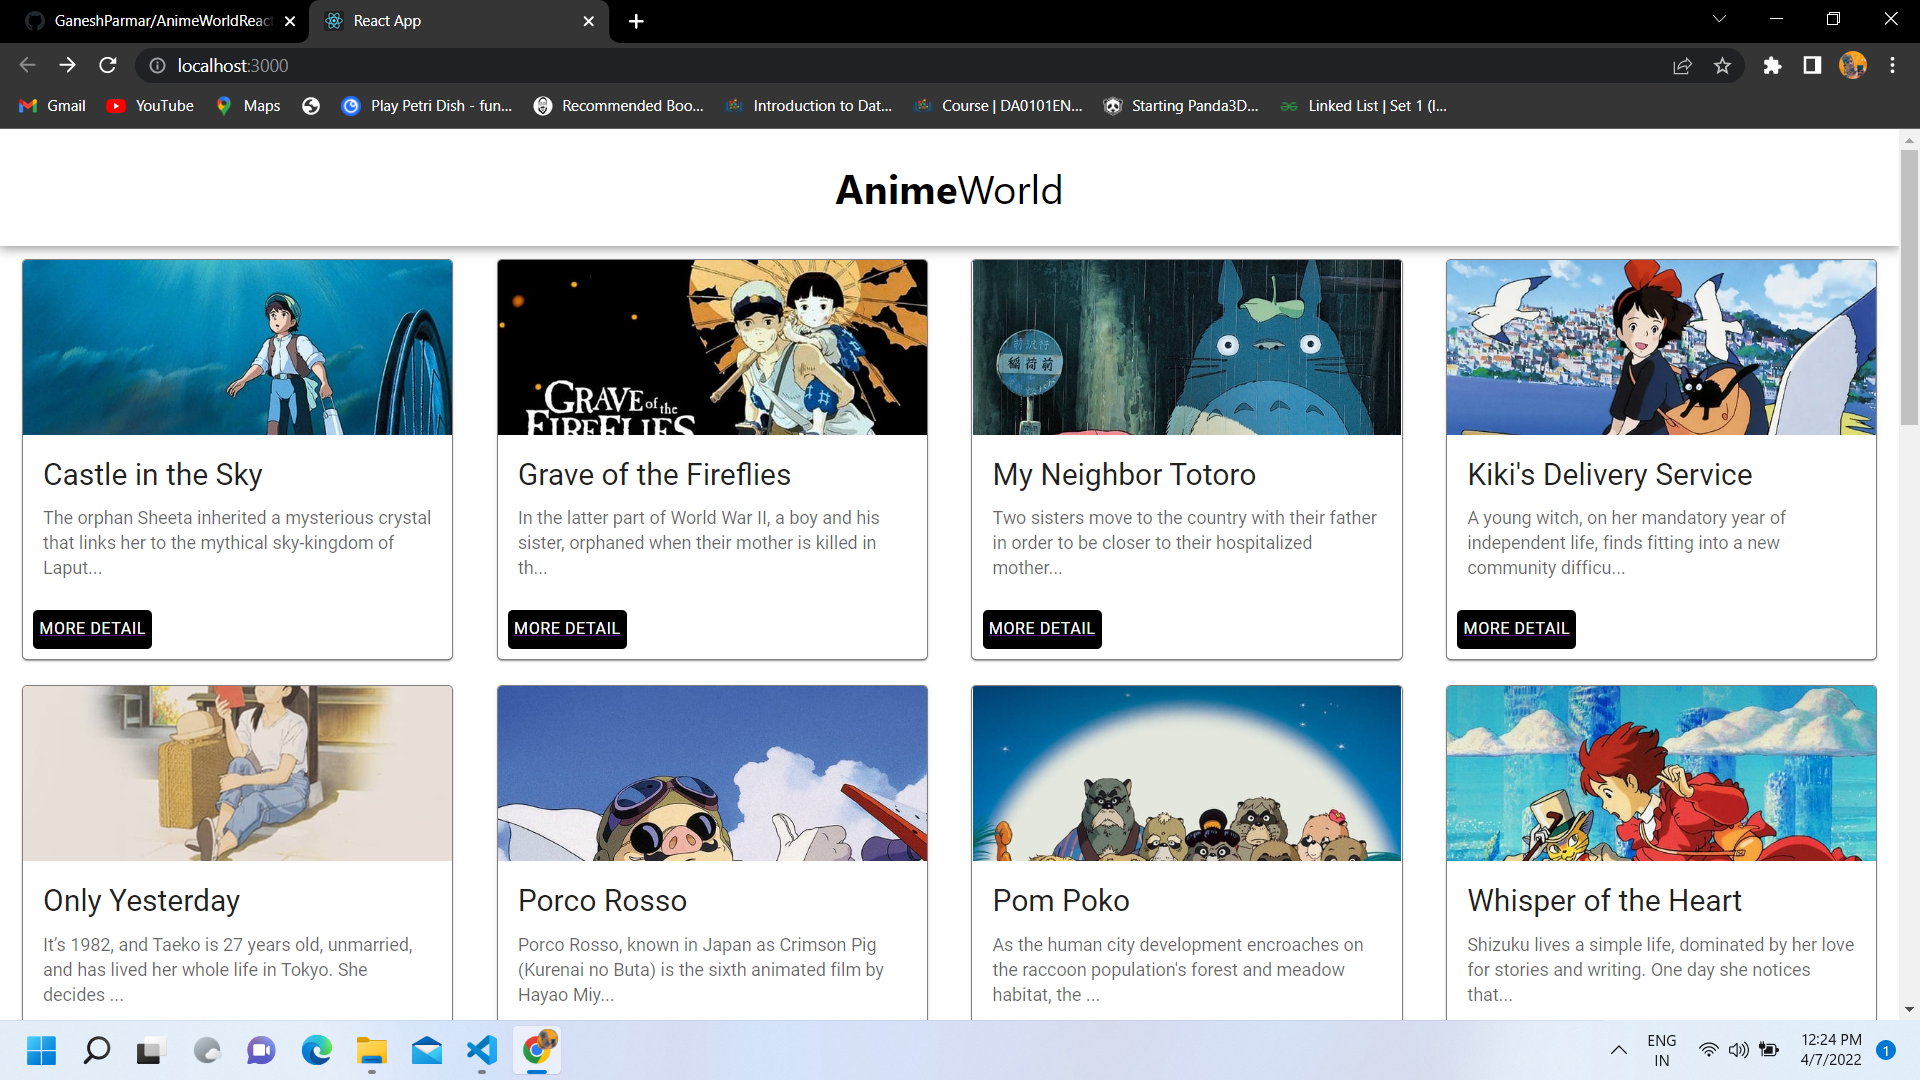 GaneshParmar/AnimeWorldReact
React App
localhost:3000
Gmail
YouTube
Maps
Play Petri Dish - fun...
Recommended Boo...
Introduction to Dat...
Course | DA0101EN...
Starting Panda3D...
Linked List | Set 1 (I...
AnimeWorld
GRAVE of the
FIREFLIES
稲荷前
Castle in the Sky
The orphan Sheeta inherited a mysterious crystal
that links her to the mythical sky-kingdom of
Laput...
MORE DETAIL
Grave of the Fireflies
In the latter part of World War II, a boy and his
sister, orphaned when their mother is killed in
th...
MORE DETAIL
My Neighbor Totoro
Two sisters move to the country with their father
in order to be closer to their hospitalized
mother...
MORE DETAIL
Kiki's Delivery Service
A young witch, on her mandatory year of
independent life, finds fitting into a new
community difficu...
MORE DETAIL
Only Yesterday
It’s 1982, and Taeko is 27 years old, unmarried,
and has lived her whole life in Tokyo. She
decides ...
Porco Rosso
Porco Rosso, known in Japan as Crimson Pig
(Kurenai no Buta) is the sixth animated film by
Hayao Miy...
Pom Poko
As the human city development encroaches on
the raccoon population's forest and meadow
habitat, the ...
Whisper of the Heart
Shizuku lives a simple life, dominated by her love
for stories and writing. One day she notices
that...
ENG
IN
12:24 PM
4/7/2022
1